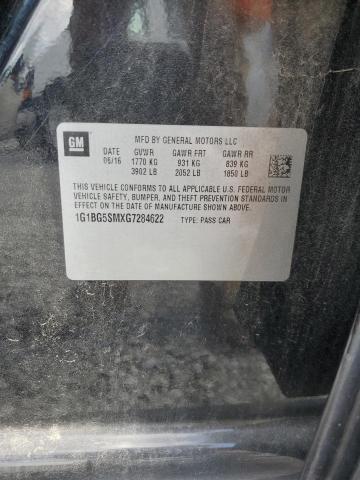 GM
MFD BY GENERAL MOTORS LLC
DATE GVWR GAWR FRT GAWR RR
06/16 1770 KG 931 KG 839 KG
3902 LB 2052 LB 1850 LB
THIS VEHICLE CONFORMS TO ALL APPLICABLE U.S. FEDERAL MOTOR
VEHICLE SAFETY, BUMPER, AND THEFT PREVENTION STANDARDS
IN EFFECT ON THE DATE OF MANUFACTURE SHOWN ABOVE.
1G1BG5SMXG7284622 TYPE: PASS CAR